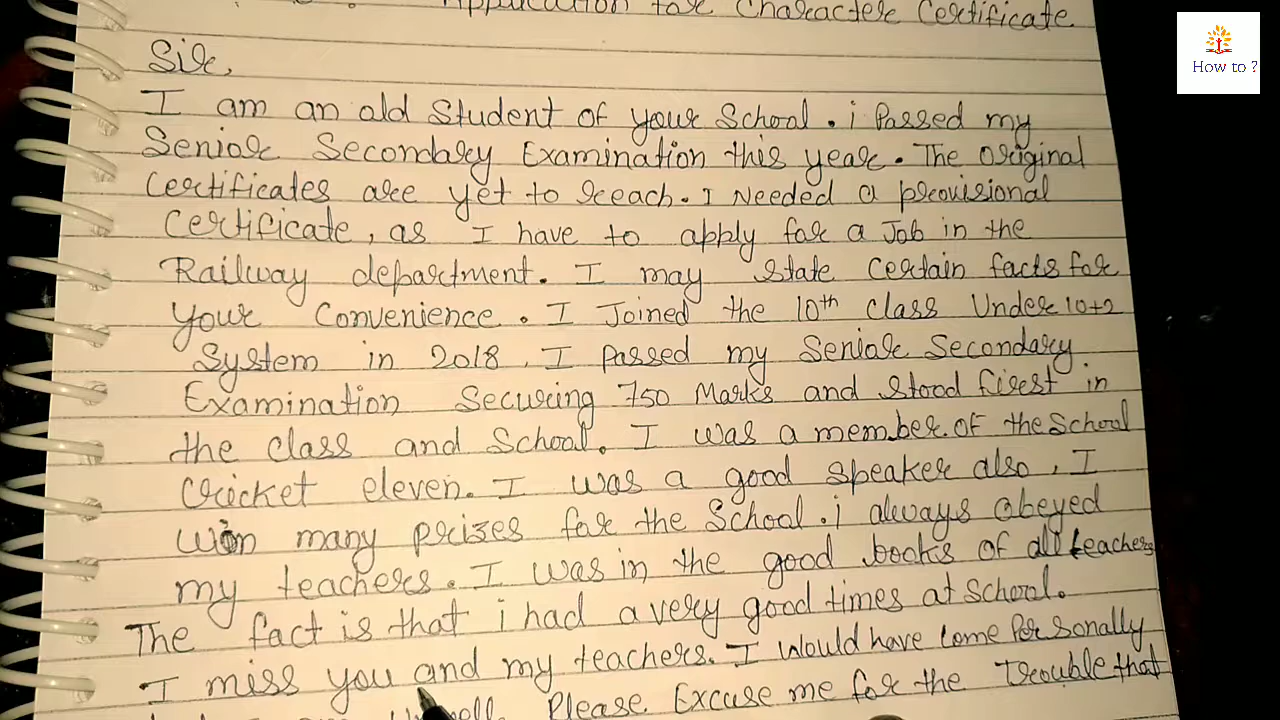 Application for Character Certificate
How to ?
Sir,
I am an old Student of your School. i Passed my
Senior Secondary Examination this year. The original
Certificates are yet to reach. I Needed a provisional
Certificate, as I have to apply for a Job in the
Railway department. I may state certain facts for
your Convenience. I Joined the 10th class Under 10+2
System in 2018, I passed my Senior Secondary
Examination Securing 750 Marks and stood first in
the class and School. I was a member of the School
Cricket eleven. I was a good speaker also, I
Won many prizes for the School. i always obeyed
my teachers. I was in the good books of all teachers
The fact is that i had a very good times at School.
I miss you and my teachers. I would have come Personally
Please Excuse me for the Trouble that